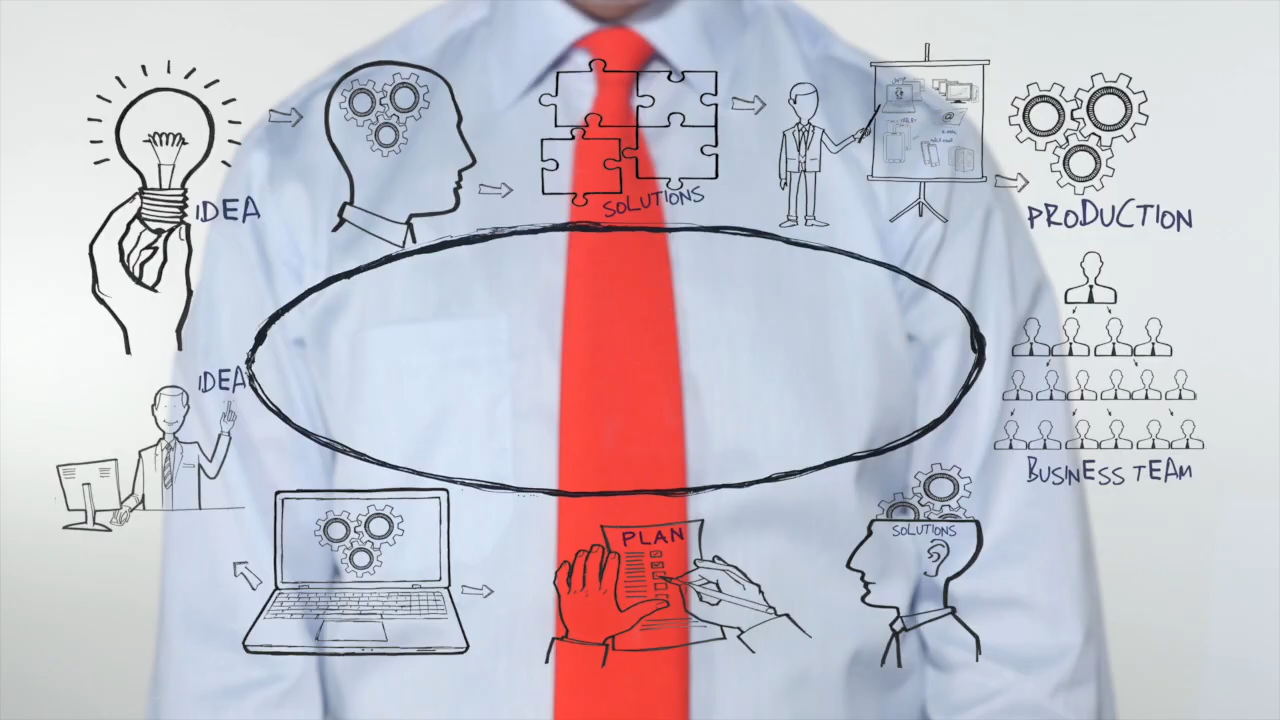 IDEA
SOLUTIONS
PRODUCTION
IDEA
BUSINESS TEAM
PLAN
SOLUTIONS